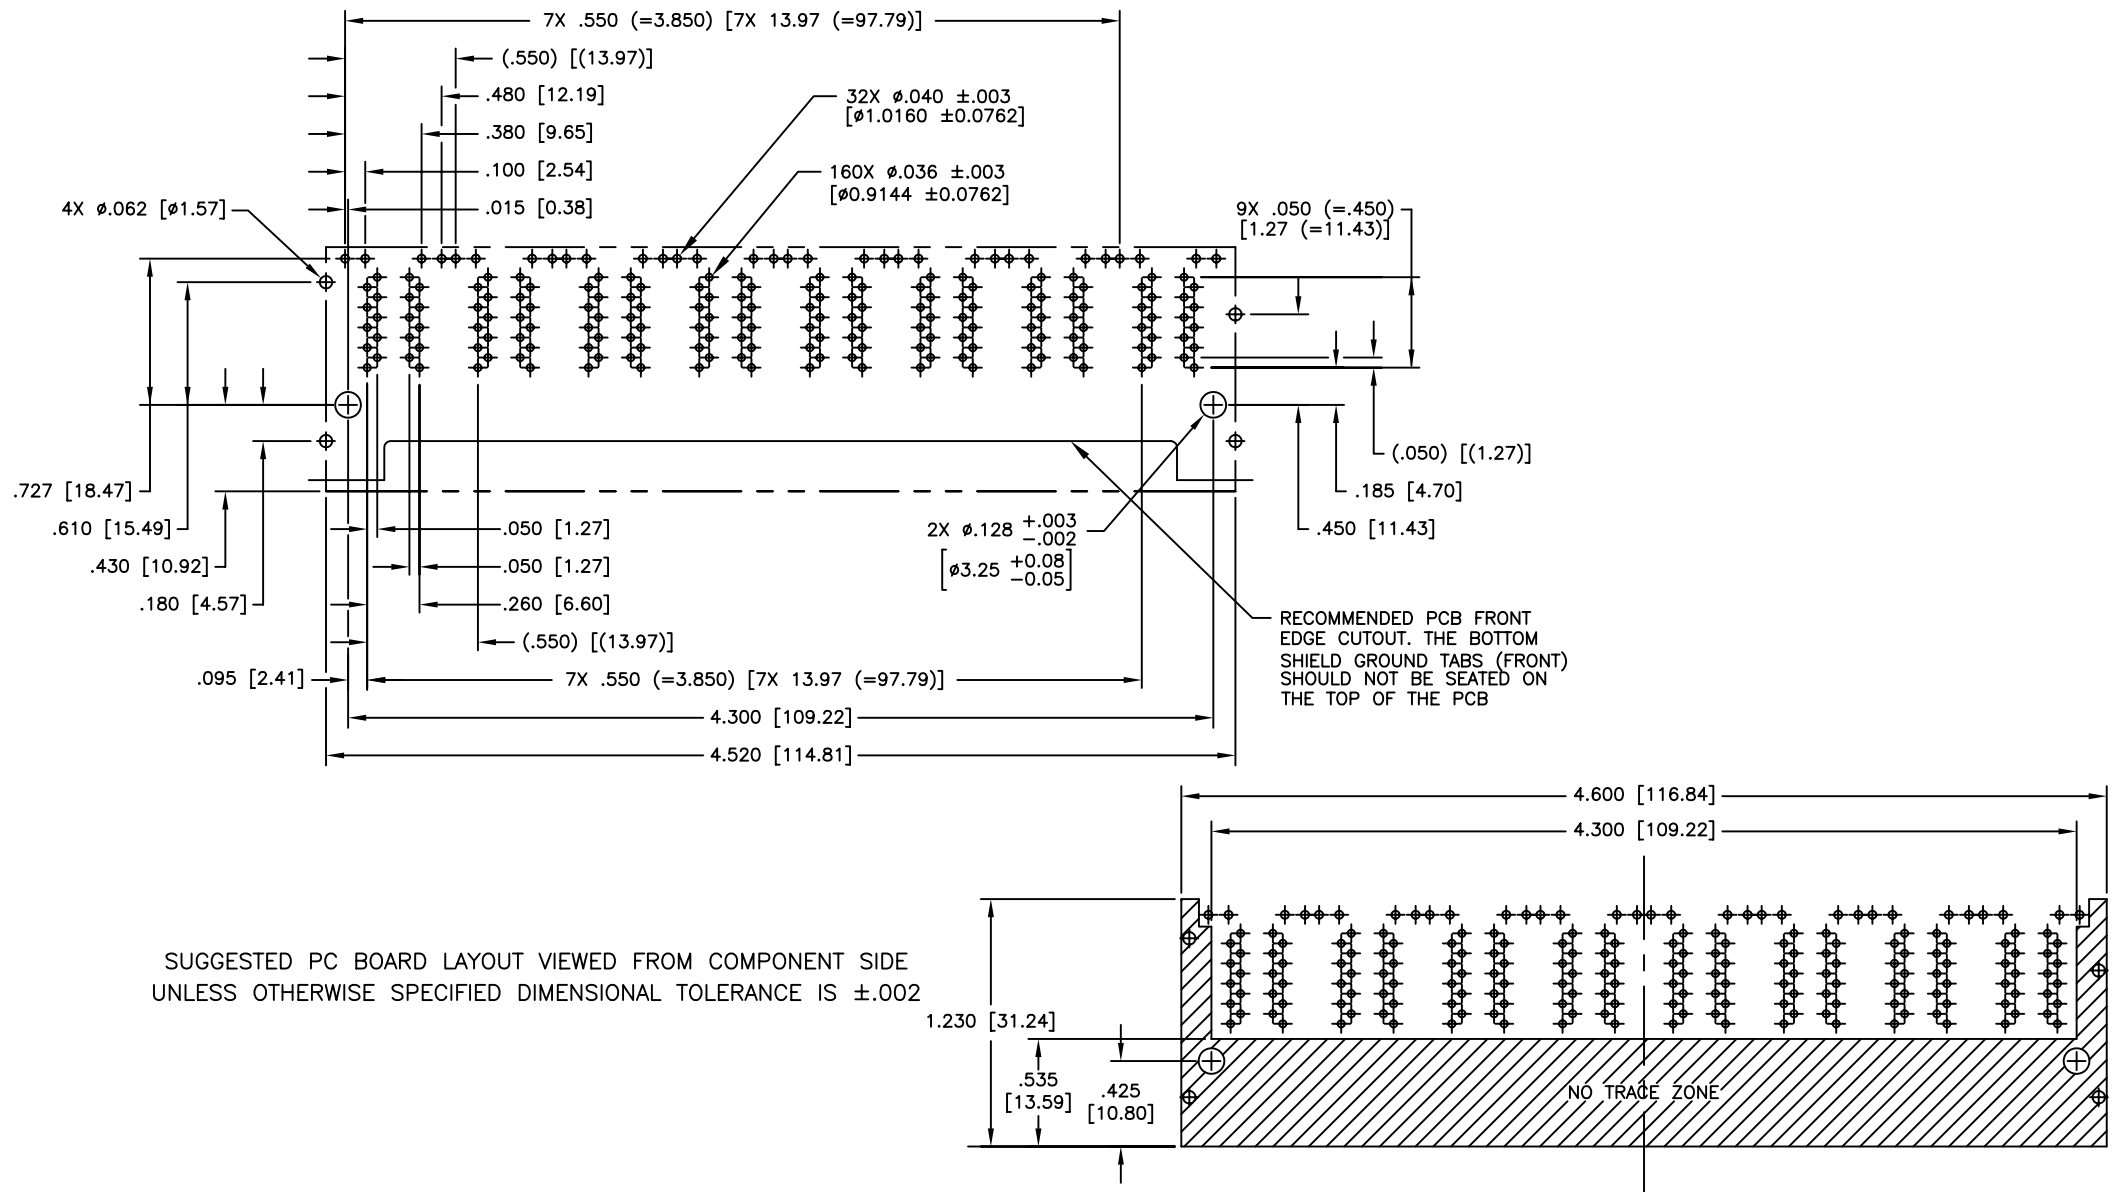 7X .550 (=3.850) [7X 13.97 (=97.79)]
(.550) [(13.97)]
.480 [12.19]
.380 [9.65]
.100 [2.54]
.015 [0.38]
4X ø.062 [ø1.57]
32X ø.040 ±.003
[ø1.0160 ±0.0762]
160X ø.036 ±.003
[ø0.9144 ±0.0762]
9X .050 (=.450)
[1.27 (=11.43)]
.727 [18.47]
.610 [15.49]
.430 [10.92]
.180 [4.57]
.050 [1.27]
.050 [1.27]
.260 [6.60]
(.550) [(13.97)]
.095 [2.41]
7X .550 (=3.850) [7X 13.97 (=97.79)]
4.300 [109.22]
4.520 [114.81]
2X ø.128 +.003 -.002
[ø3.25 +0.08 -0.05]
(.050) [(1.27)]
.185 [4.70]
.450 [11.43]
RECOMMENDED PCB FRONT
EDGE CUTOUT. THE BOTTOM
SHIELD GROUND TABS (FRONT)
SHOULD NOT BE SEATED ON
THE TOP OF THE PCB
4.600 [116.84]
4.300 [109.22]
SUGGESTED PC BOARD LAYOUT VIEWED FROM COMPONENT SIDE
UNLESS OTHERWISE SPECIFIED DIMENSIONAL TOLERANCE IS ±.002
1.230 [31.24]
.535
[13.59]
.425
[10.80]
NO TRACE ZONE